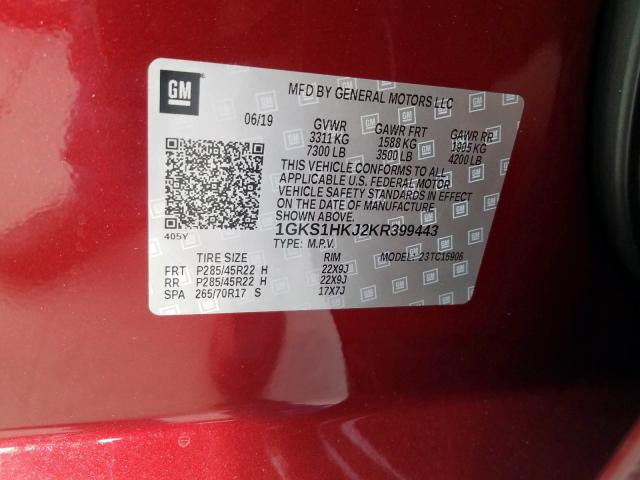 GM
MFD BY GENERAL MOTORS LLC
06/19 GVWR GAWR FRT GAWR RR
3311 KG 1588 KG 1905 KG
7300 LB 3500 LB 4200 LB
THIS VEHICLE CONFORMS TO ALL
APPLICABLE U.S. FEDERAL MOTOR
VEHICLE SAFETY STANDARDS IN EFFECT
ON THE DATE OF MANUFACTURE
SHOWN ABOVE.
405Y
1GKS1HKJ2KR399443
TYPE: M.P.V. MODEL: 23TC15906
TIRE SIZE RIM
FRT P285/45R22 H 22X9J
RR P285/45R22 H 22X9J
SPA 265/70R17 S 17X7J